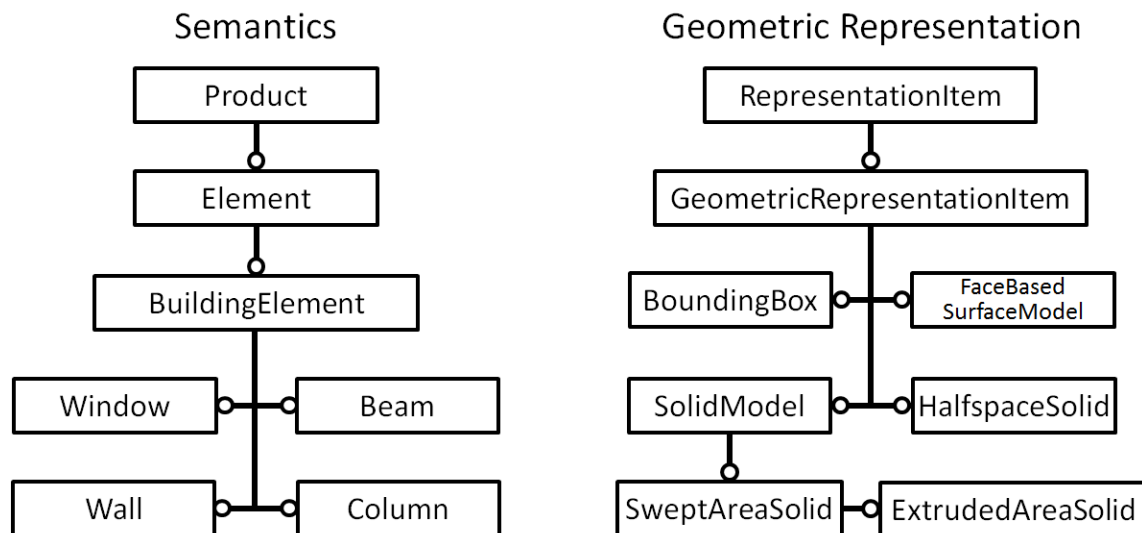 Semantics
Product
Element
BuildingElement
Window
Beam
Wall
Column
Geometric Representation
RepresentationItem
GeometricRepresentationItem
BoundingBox
FaceBased
SurfaceModel
SolidModel
HalfspaceSolid
SweptAreaSolid
ExtrudedAreaSolid